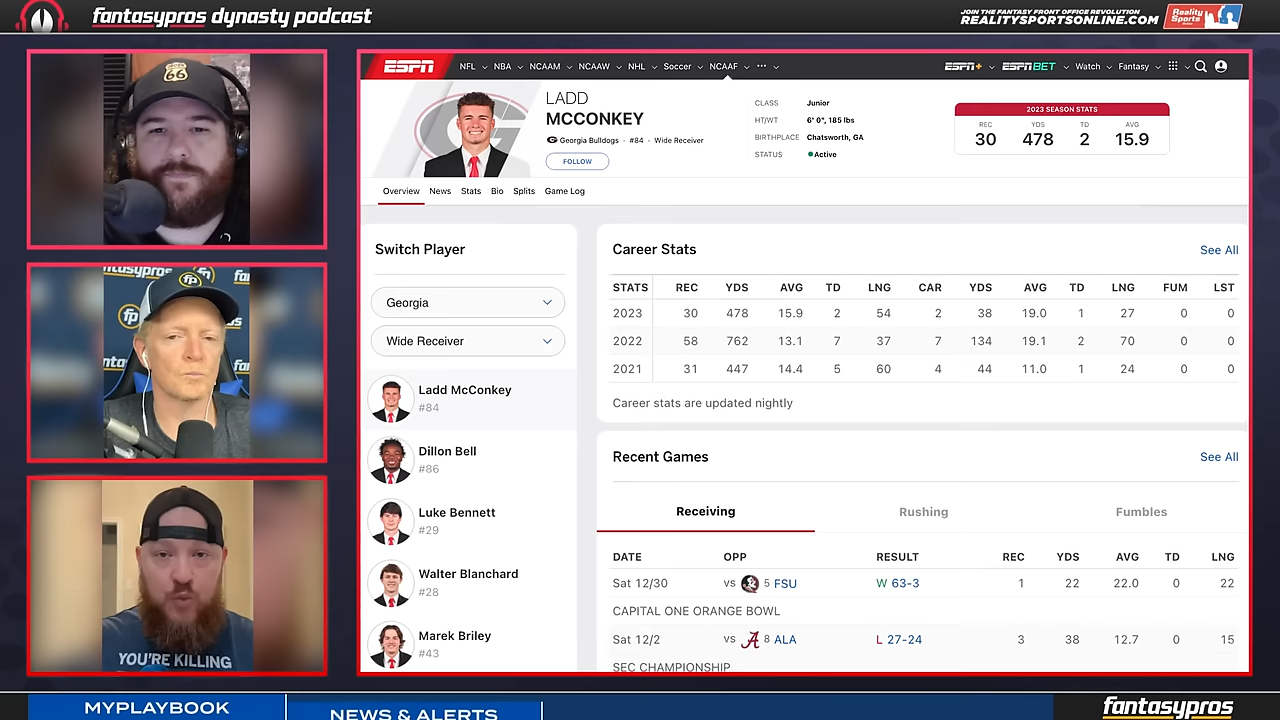 fantasypros dynasty podcast
JOIN THE FANTASY FRONT OFFICE REVOLUTION
REALITYSPORTSONLINE.COM
Reality Sports Online
66
fantasypros
fp
YOU'RE KILLING
ESPN
NFL NBA NCAAM NCAAW NHL Soccer NCAAF
ESPN+ ESPN BET Watch Fantasy
LADD
MCCONKEY
Georgia Bulldogs · #84 · Wide Receiver
FOLLOW
CLASS Junior
HT/WT 6' 0", 185 lbs
BIRTHPLACE Chatsworth, GA
STATUS Active
2023 SEASON STATS
REC YDS TD AVG
30 478 2 15.9
Overview News Stats Bio Splits Game Log
Switch Player
Georgia
Wide Receiver
Ladd McConkey
#84
Dillon Bell
#86
Luke Bennett
#29
Walter Blanchard
#28
Marek Briley
#43
Career Stats See All
STATS REC YDS AVG TD LNG CAR YDS AVG TD LNG FUM LST
2023 30 478 15.9 2 54 2 38 19.0 1 27 0 0
2022 58 762 13.1 7 37 7 134 19.1 2 70 0 0
2021 31 447 14.4 5 60 4 44 11.0 1 24 0 0
Career stats are updated nightly
Recent Games See All
Receiving Rushing Fumbles
DATE OPP RESULT REC YDS AVG TD LNG
Sat 12/30 vs 5 FSU W 63-3 1 22 22.0 0 22
CAPITAL ONE ORANGE BOWL
Sat 12/2 vs 8 ALA L 27-24 3 38 12.7 0 15
SEC CHAMPIONSHIP
MYPLAYBOOK
NEWS & ALERTS
fantasypros